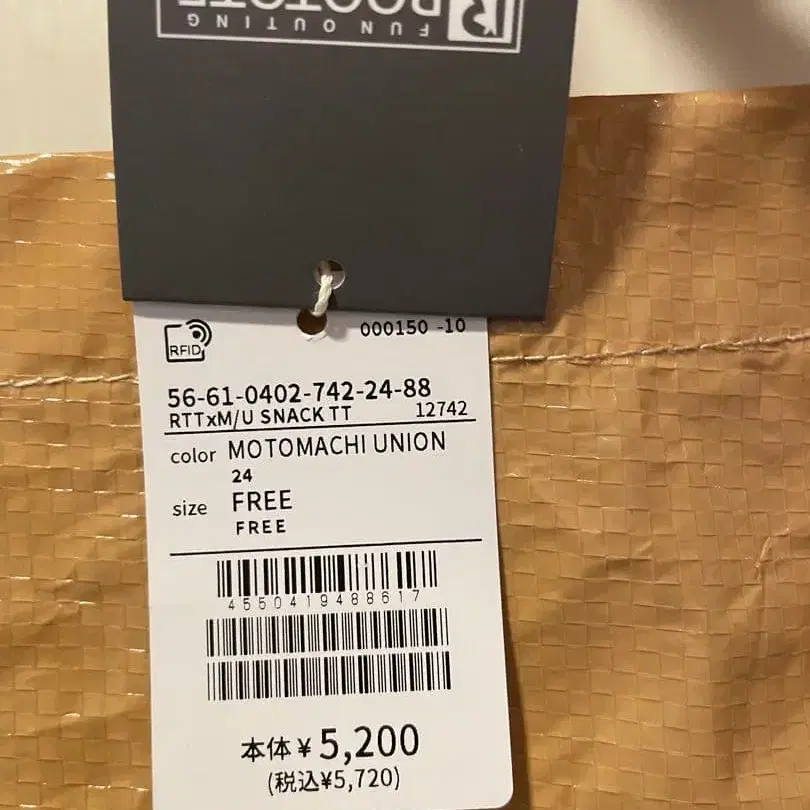 ROOTOTE
FUN OUTING
RFID
000150 -10
56-61-0402-742-24-88
RTTxM/U SNACK TT 12742
color MOTOMACHI UNION
24
size FREE
FREE
4550419488617
本体¥5,200
(税込¥5,720)